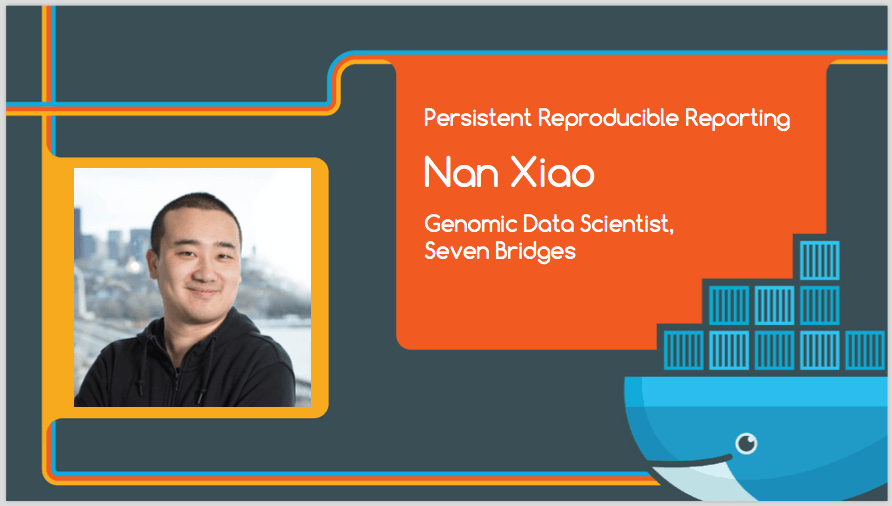 Persistent Reproducible Reporting
Nan Xiao
Genomic Data Scientist,
Seven Bridges